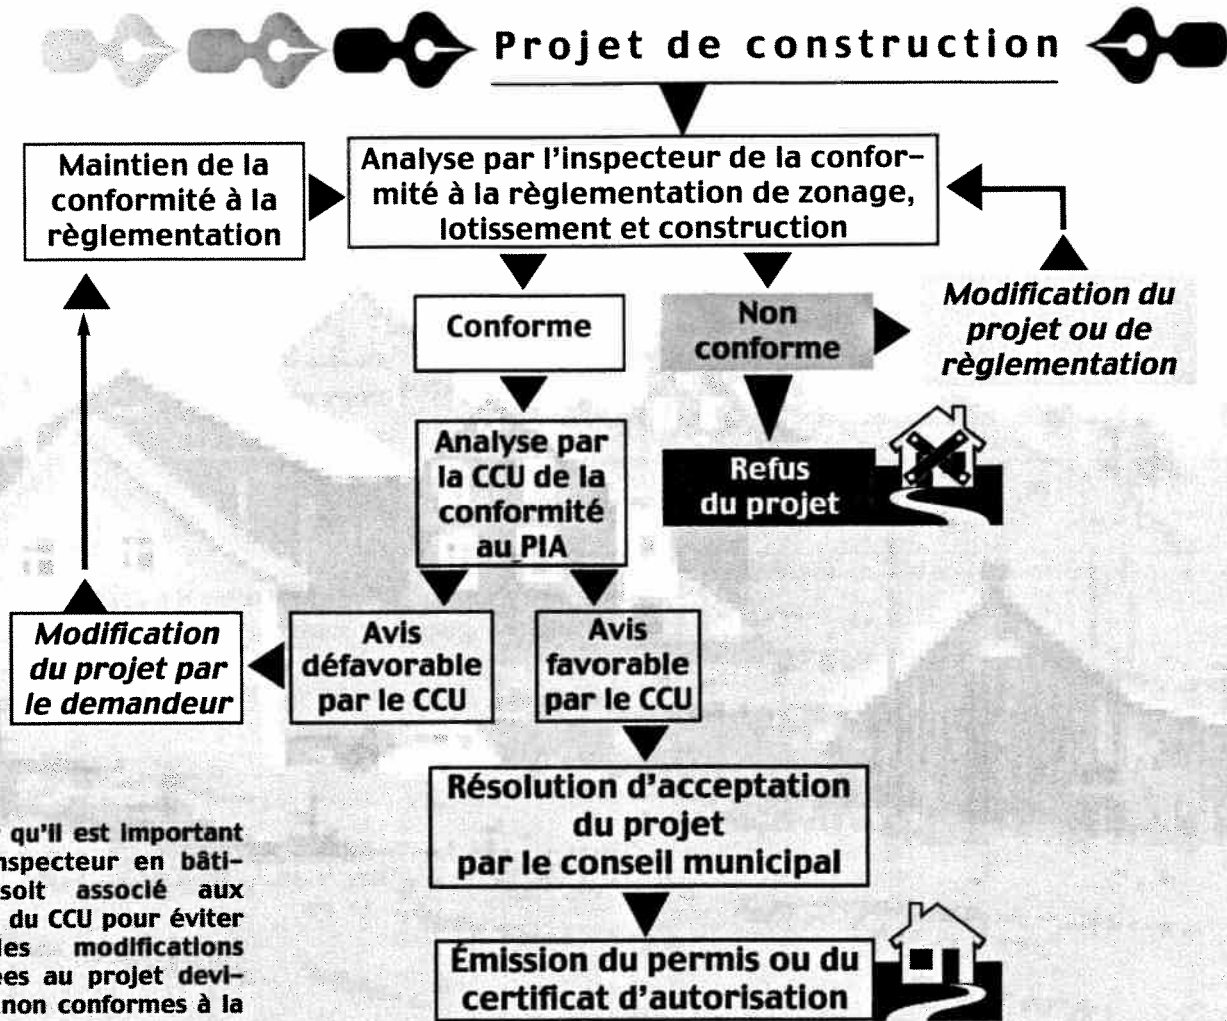 Projet de construction
Maintien de la
conformité à la
règlementation
Analyse par l'inspecteur de la confor-
mité à la règlementation de zonage,
lotissement et construction
Conforme
Non
conforme
Modification du
projet ou de
règlementation
Analyse par
la CCU de la
conformité
au PIA
Refus
du projet
Modification
du projet par
le demandeur
Avis
défavorable
par le CCU
Avis
favorable
par le CCU
Résolution d'acceptation
du projet
par le conseil municipal
Émission du permis ou du
certificat d'autorisation
qu'il est important
inspecteur en bâti-
soit associé aux
du CCU pour éviter
modifications
au projet devi-
non conformes à la